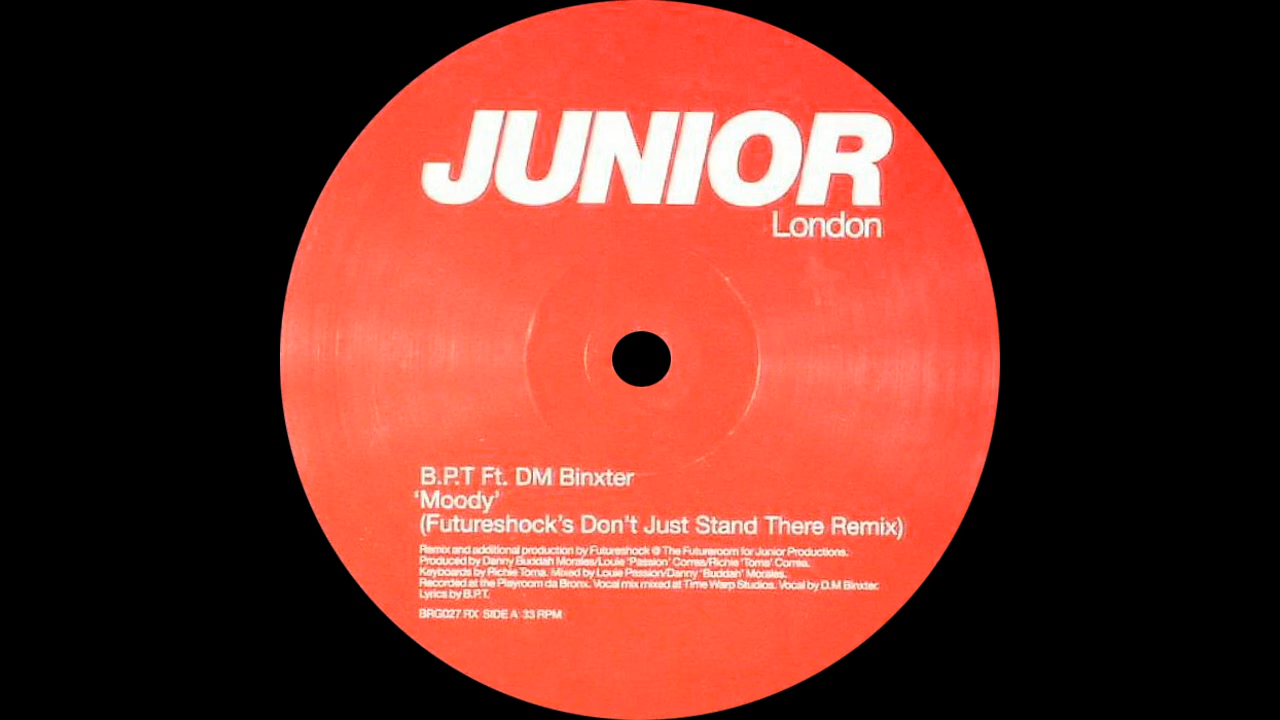 JUNIOR
London
B.P.T Ft. DM Binxter
'Moody'
(Futureshock's Don't Just Stand There Remix)
Remix and additional production by Futureshock @ The Futureroom for Junior Productions.
Produced by Danny Buddah Morales/Louie 'Passion' Correa/Richie 'Toma' Correa.
Keyboards by Richie Toma. Mixed by Louie Passion/Danny 'Buddah' Morales.
Recorded at the Playroom da Bronx. Vocal mix mixed at Time Warp Studios. Vocal by D.M Binxter.
Lyrics by B.P.T.
BRG027 RX SIDE A 33 RPM